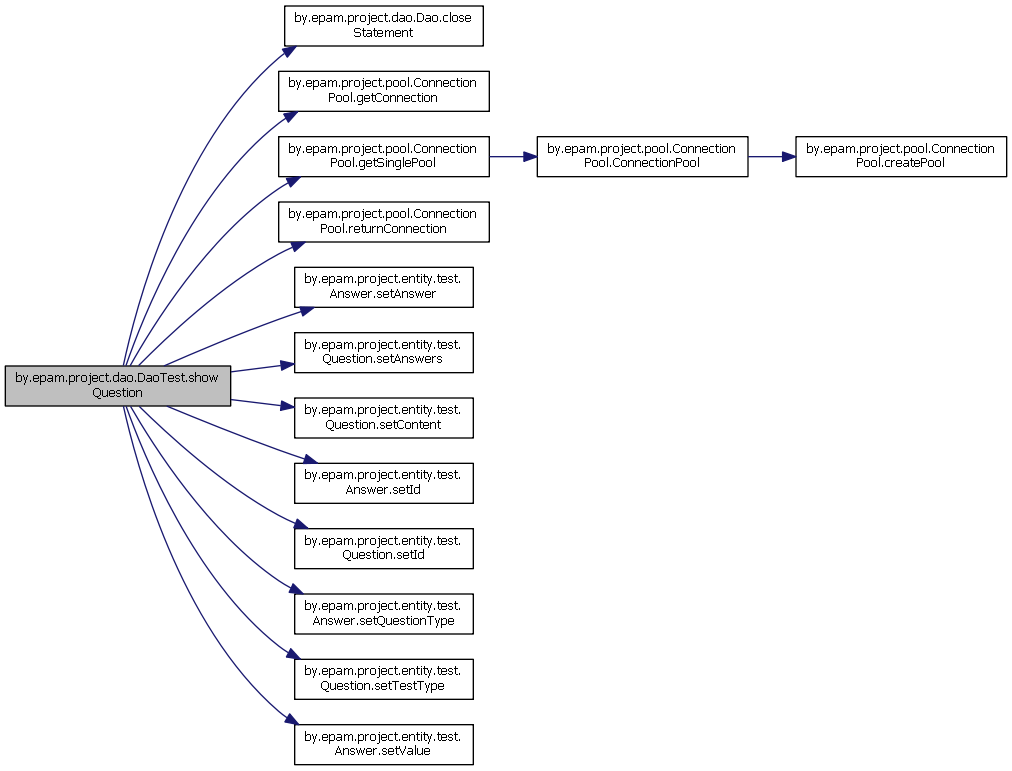 by.epam.project.dao.Dao.close
Statement
by.epam.project.pool.Connection
Pool.getConnection
by.epam.project.pool.Connection
Pool.getSinglePool
by.epam.project.pool.Connection
Pool.ConnectionPool
by.epam.project.pool.Connection
Pool.createPool
by.epam.project.pool.Connection
Pool.returnConnection
by.epam.project.entity.test.
Answer.setAnswer
by.epam.project.entity.test.
Question.setAnswers
by.epam.project.dao.DaoTest.show
Question
by.epam.project.entity.test.
Question.setContent
by.epam.project.entity.test.
Answer.setId
by.epam.project.entity.test.
Question.setId
by.epam.project.entity.test.
Answer.setQuestionType
by.epam.project.entity.test.
Question.setTestType
by.epam.project.entity.test.
Answer.setValue